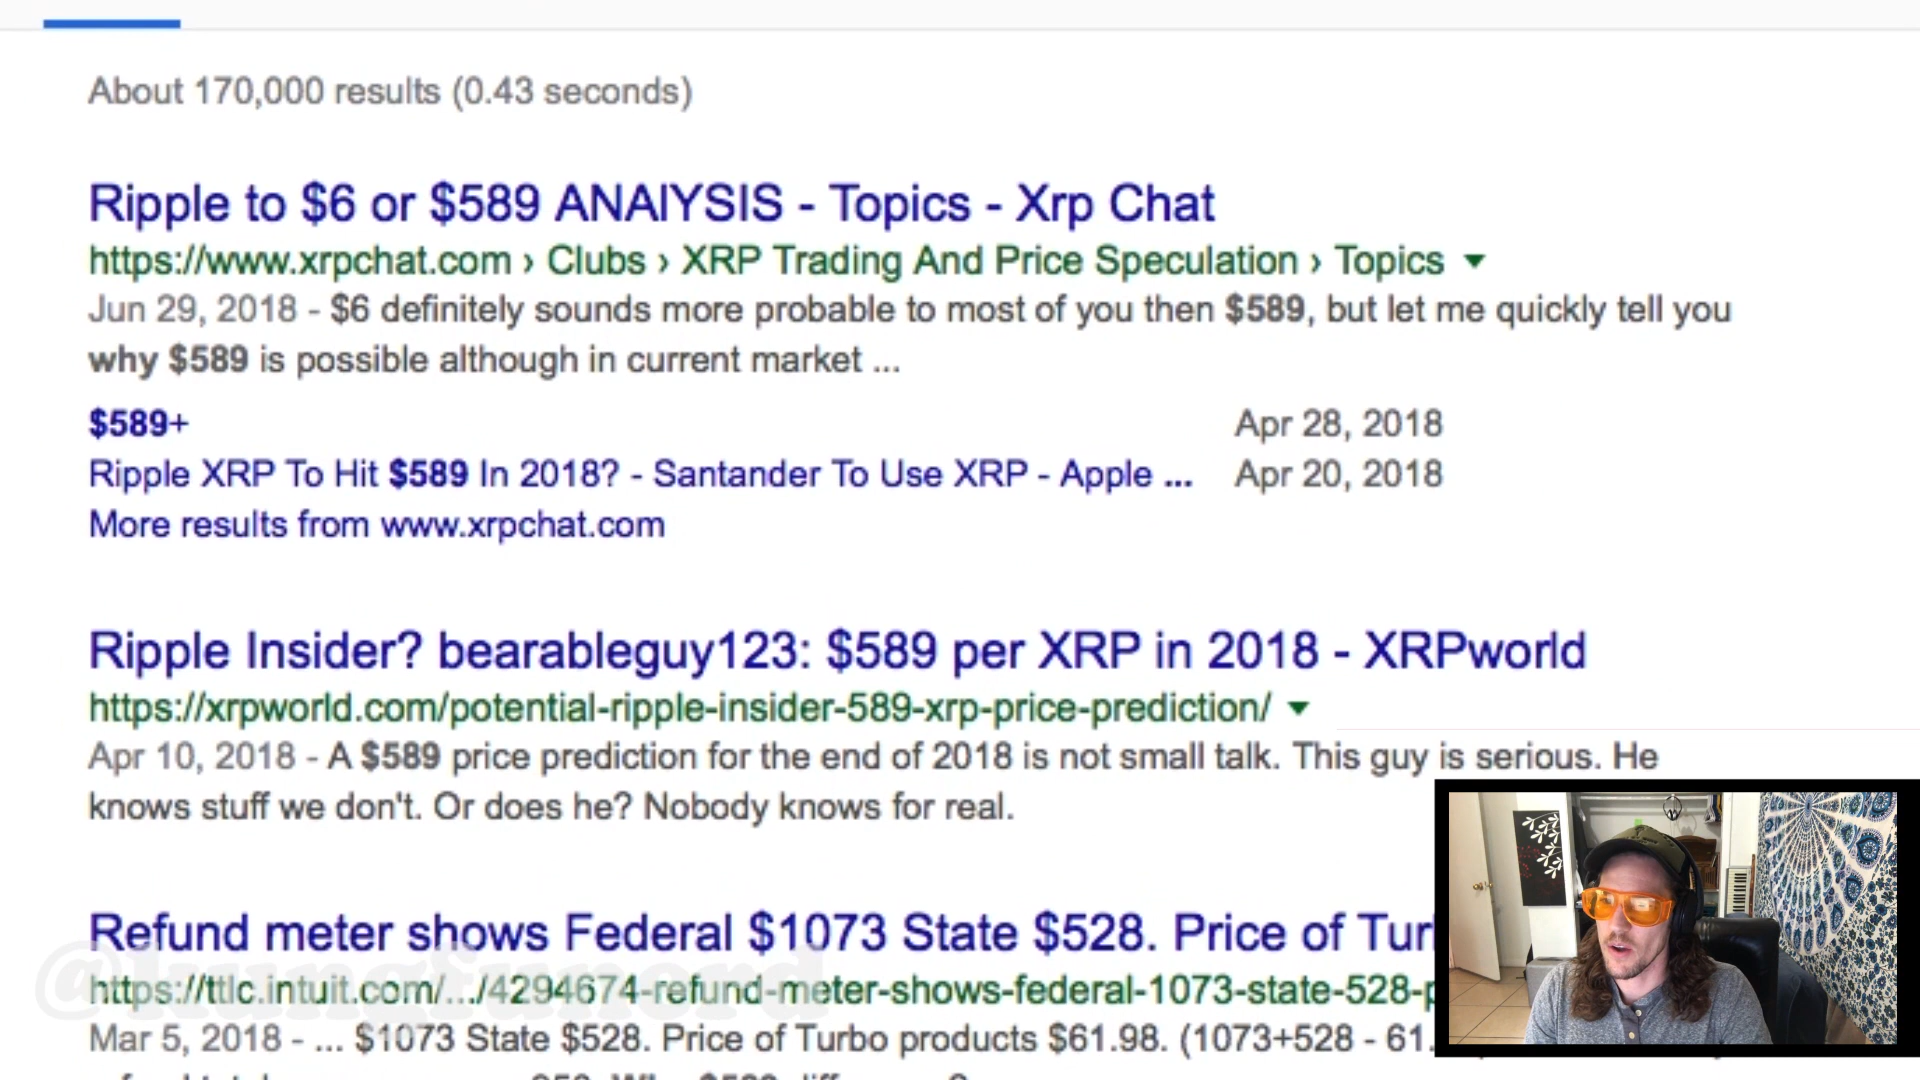 About 170,000 results (0.43 seconds)
Ripple to $6 or $589 ANAlYSIS - Topics - Xrp Chat
https://www.xrpchat.com › Clubs › XRP Trading And Price Speculation › Topics
Jun 29, 2018 - $6 definitely sounds more probable to most of you then $589, but let me quickly tell you
why $589 is possible although in current market ...
$589+ Apr 28, 2018
Ripple XRP To Hit $589 In 2018? - Santander To Use XRP - Apple ... Apr 20, 2018
More results from www.xrpchat.com
Ripple Insider? bearableguy123: $589 per XRP in 2018 - XRPworld
https://xrpworld.com/potential-ripple-insider-589-xrp-price-prediction/
Apr 10, 2018 - A $589 price prediction for the end of 2018 is not small talk. This guy is serious. He
knows stuff we don't. Or does he? Nobody knows for real.
Refund meter shows Federal $1073 State $528. Price of Tur
@kungfunerd
https://ttlc.intuit.com/.../4294674-refund-meter-shows-federal-1073-state-528-p
Mar 5, 2018 - ... $1073 State $528. Price of Turbo products $61.98. (1073+528 - 61.